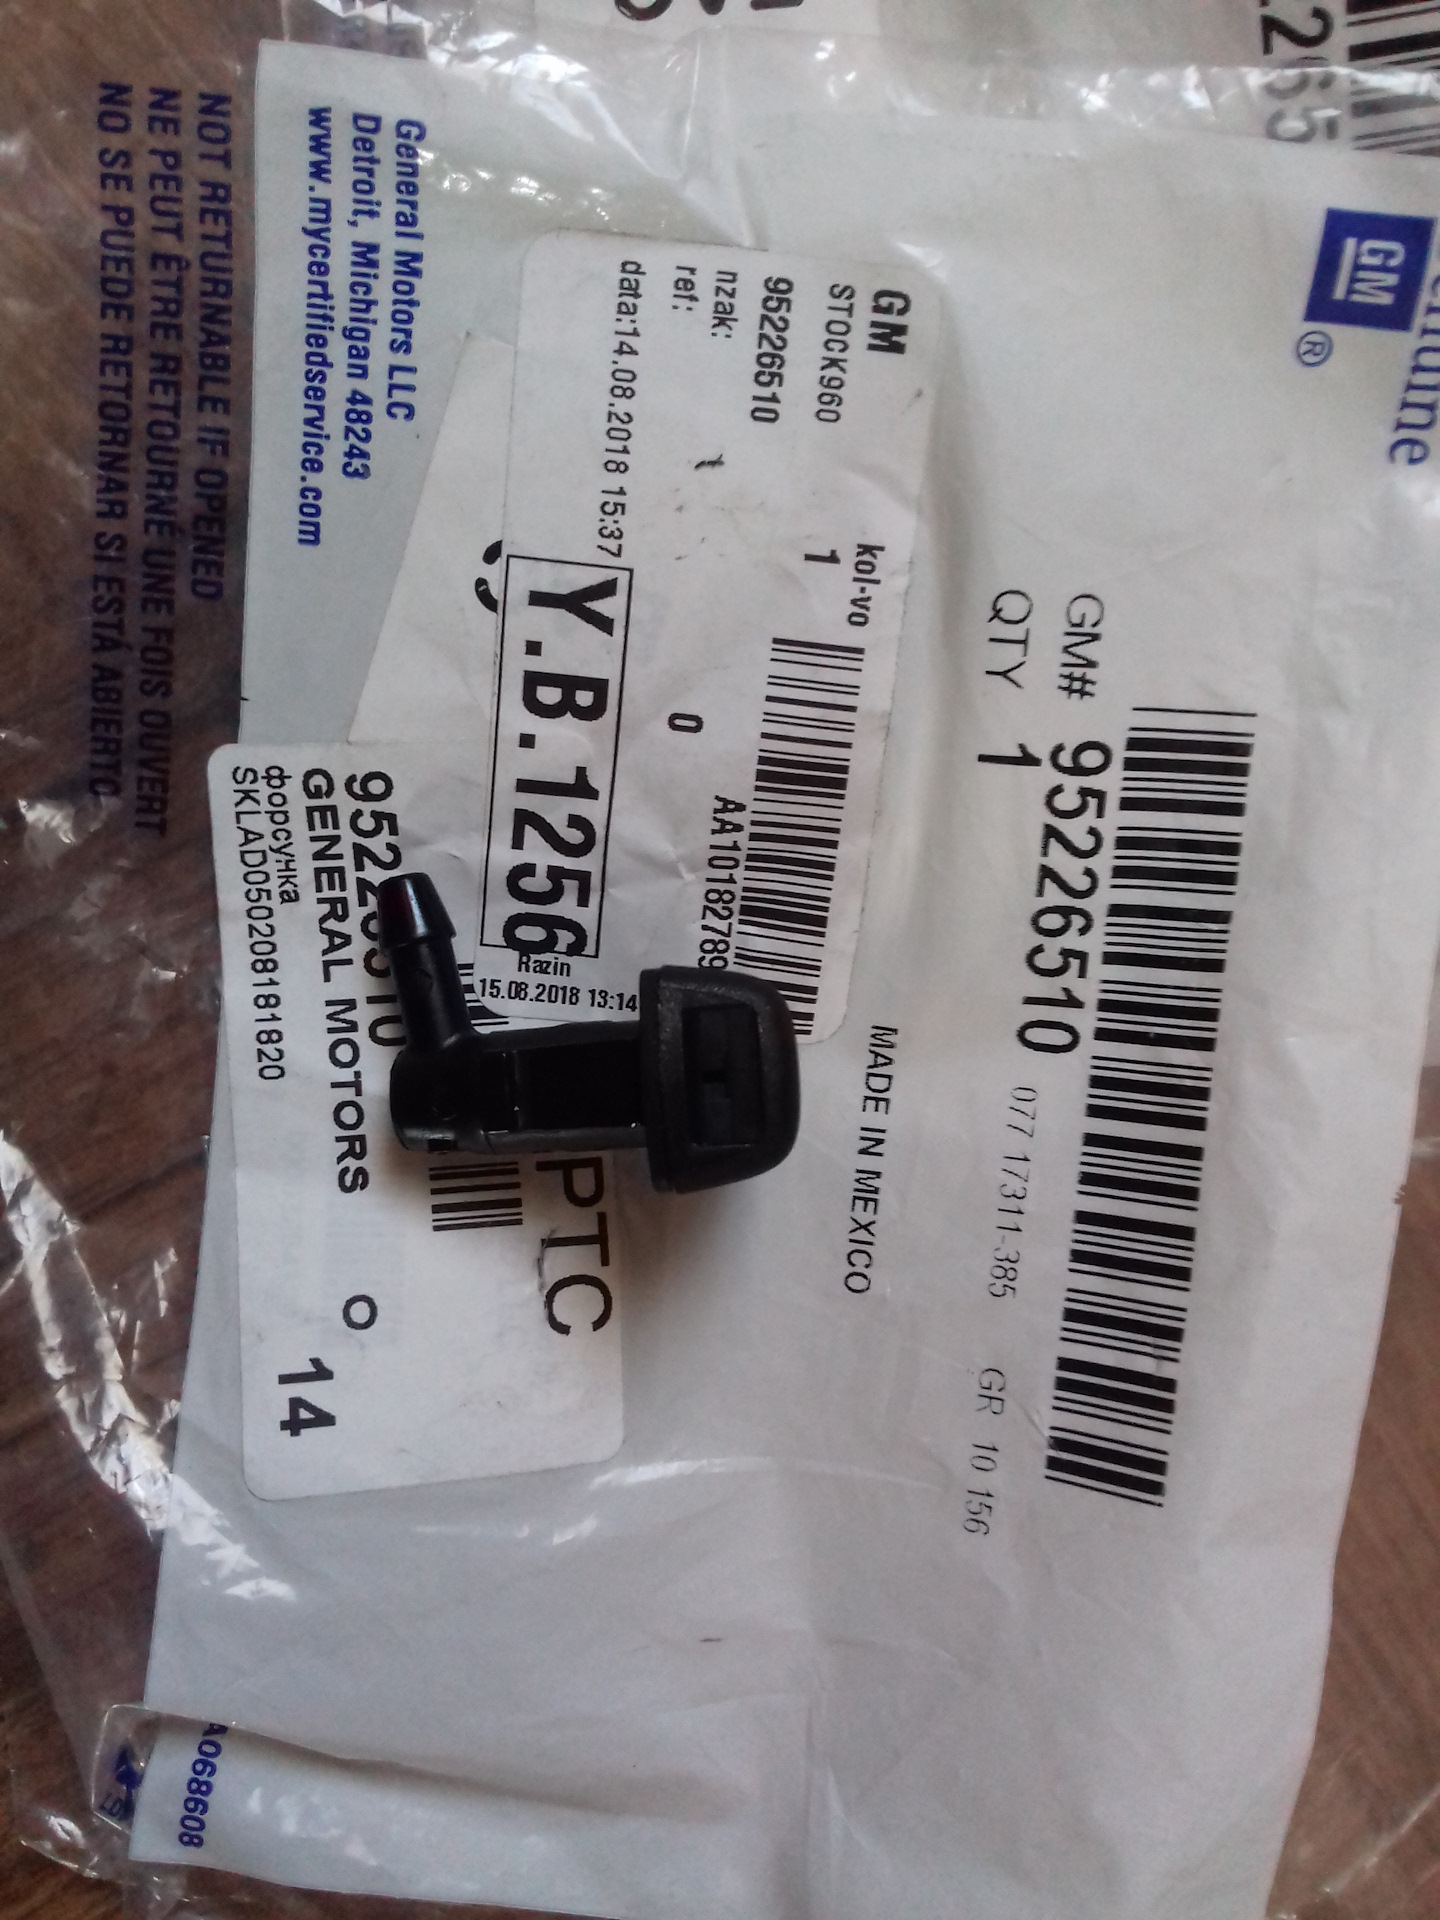 GM
®
GM# 95226510
QTY 1
077 17311-385
GR 10 156
MADE IN MEXICO
GM
STOCK960
kol-vo
95226510
1
nzak:
ref:
AA10182789
0
data:14.08.2018 15:37
Y.B.1256
Razin
15.08.2018 13:14
PTC
GENERAL MOTORS
O
форсунка
14
SKLAD050208181820
General Motors LLC
Detroit, Michigan 48243
www.mycertifiedservice.com
NOT RETURNABLE IF OPENED
NE PEUT ÊTRE RETOURNÉ UNE FOIS OUVERT
NO SE PUEDE RETORNAR SI ESTÁ ABIERTO
A068608